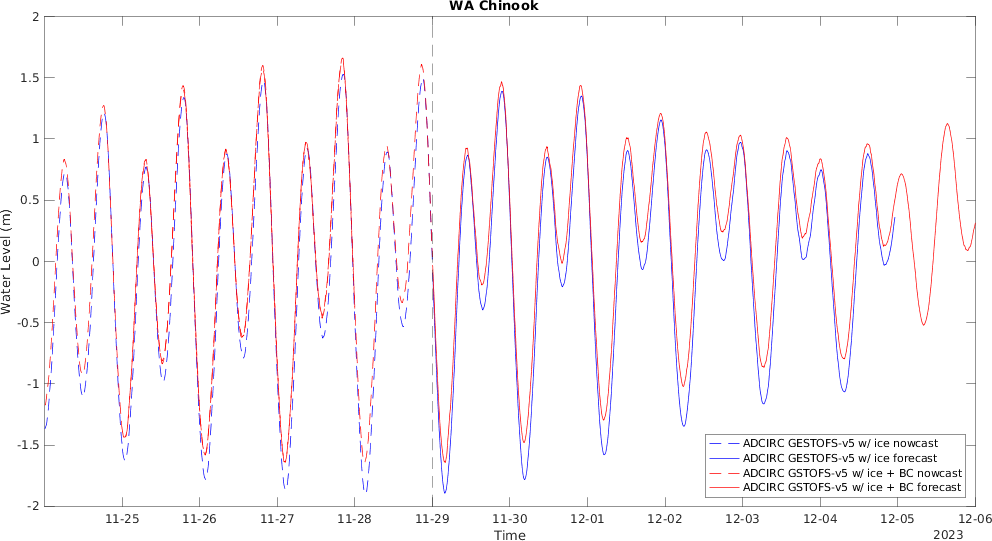 WA Chinook
2
1.5
1
0.5
0
-0.5
-1
-1.5
-2
Water Level (m)
ADCIRC GESTOFS-v5 w/ ice nowcast
ADCIRC GESTOFS-v5 w/ ice forecast
ADCIRC GSTOFS-v5 w/ ice + BC nowcast
ADCIRC GSTOFS-v5 w/ ice + BC forecast
11-25 11-26 11-27 11-28 11-29 11-30 12-01 12-02 12-03 12-04 12-05 12-06
Time
2023